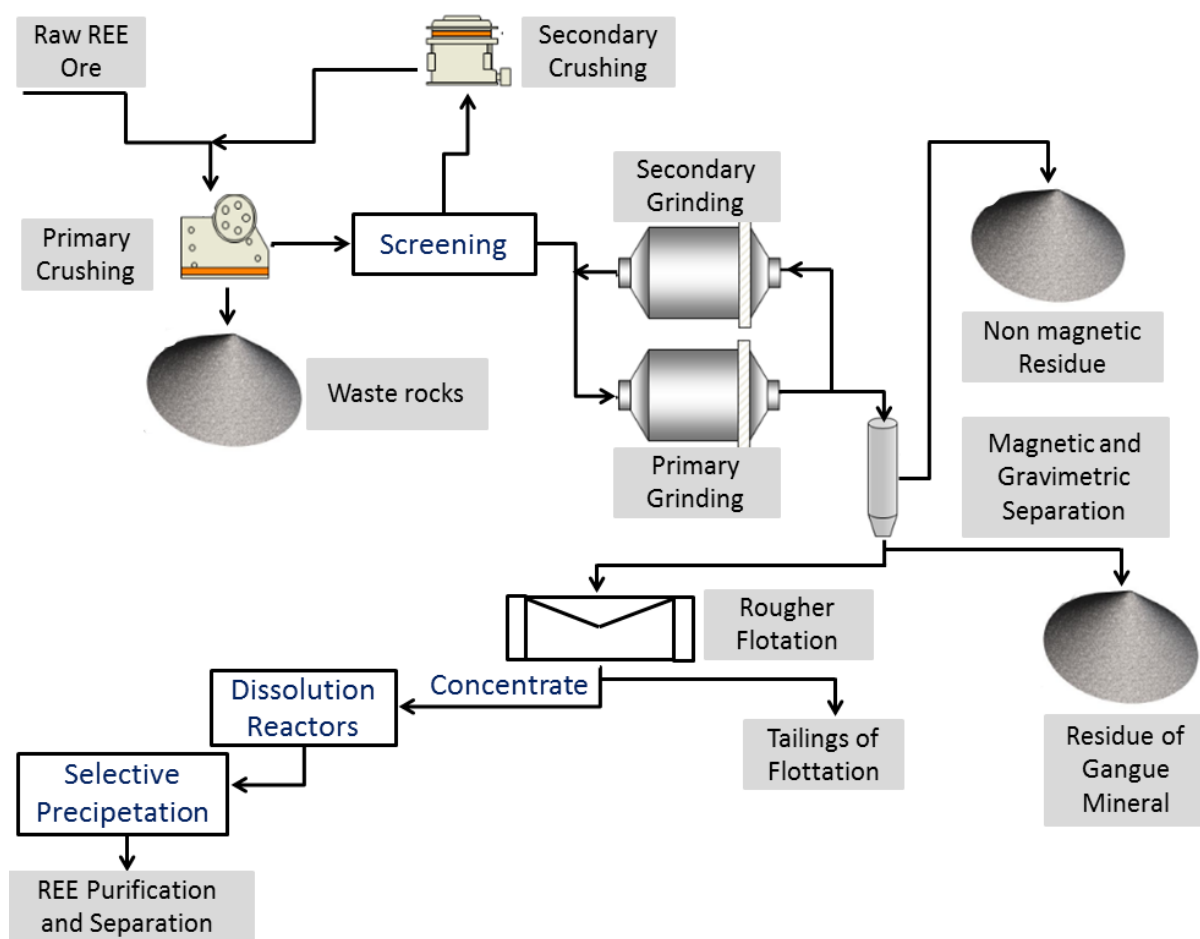 Raw REE
Ore
Secondary
Crushing
Primary
Crushing
Screening
Secondary
Grinding
Waste rocks
Primary
Grinding
Non magnetic
Residue
Magnetic and
Gravimetric
Separation
Rougher
Flotation
Concentrate
Dissolution
Reactors
Tailings of
Flottation
Residue of
Gangue
Mineral
Selective
Precipetation
REE Purification
and Separation